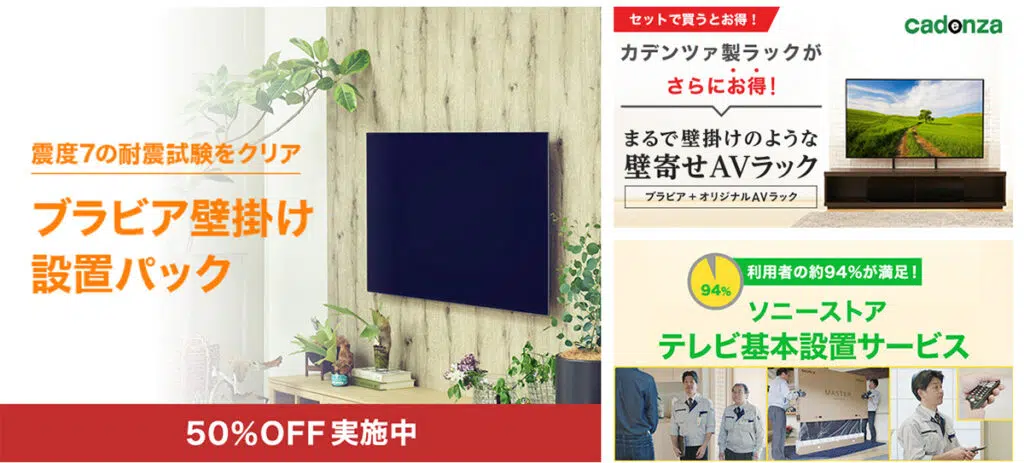 震度7の耐震試験をクリア
ブラビア壁掛け
設置パック
50%OFF実施中
セットで買うとお得！
cadenza
カデンツァ製ラックが
さらにお得！
まるで壁掛けのような
壁寄せAVラック
ブラビア＋オリジナルAVラック
94%
利用者の約94%が満足！
ソニーストア
テレビ基本設置サービス
SONY
MASTER